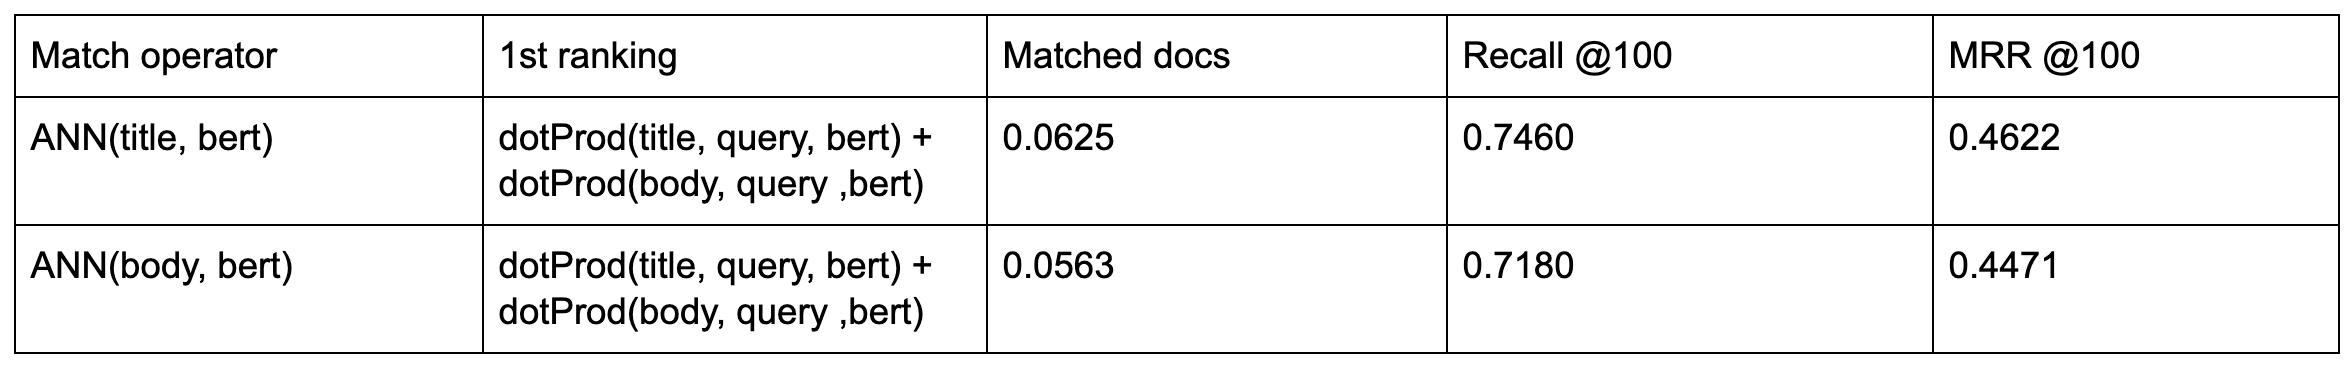 Match operator 1st ranking Matched docs Recall @100 MRR @100
ANN(title, bert) dotProd(title, query, bert) + 0.0625 0.7460 0.4622
dotProd(body, query ,bert)
ANN(body, bert) dotProd(title, query, bert) + 0.0563 0.7180 0.4471
dotProd(body, query ,bert)